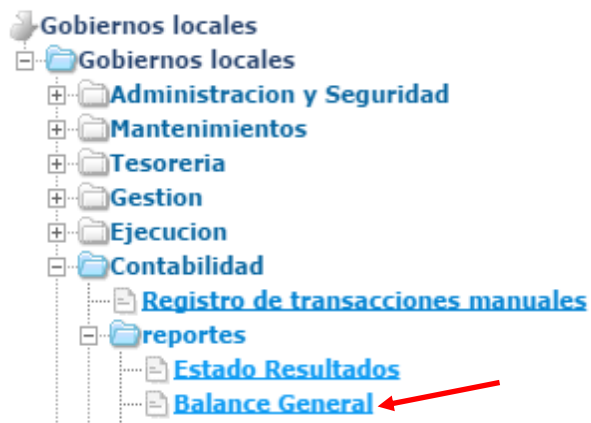 Gobiernos locales
Gobiernos locales
Administracion y Seguridad
Mantenimientos
Tesoreria
Gestion
Ejecucion
Contabilidad
Registro de transacciones manuales
reportes
Estado Resultados
Balance General